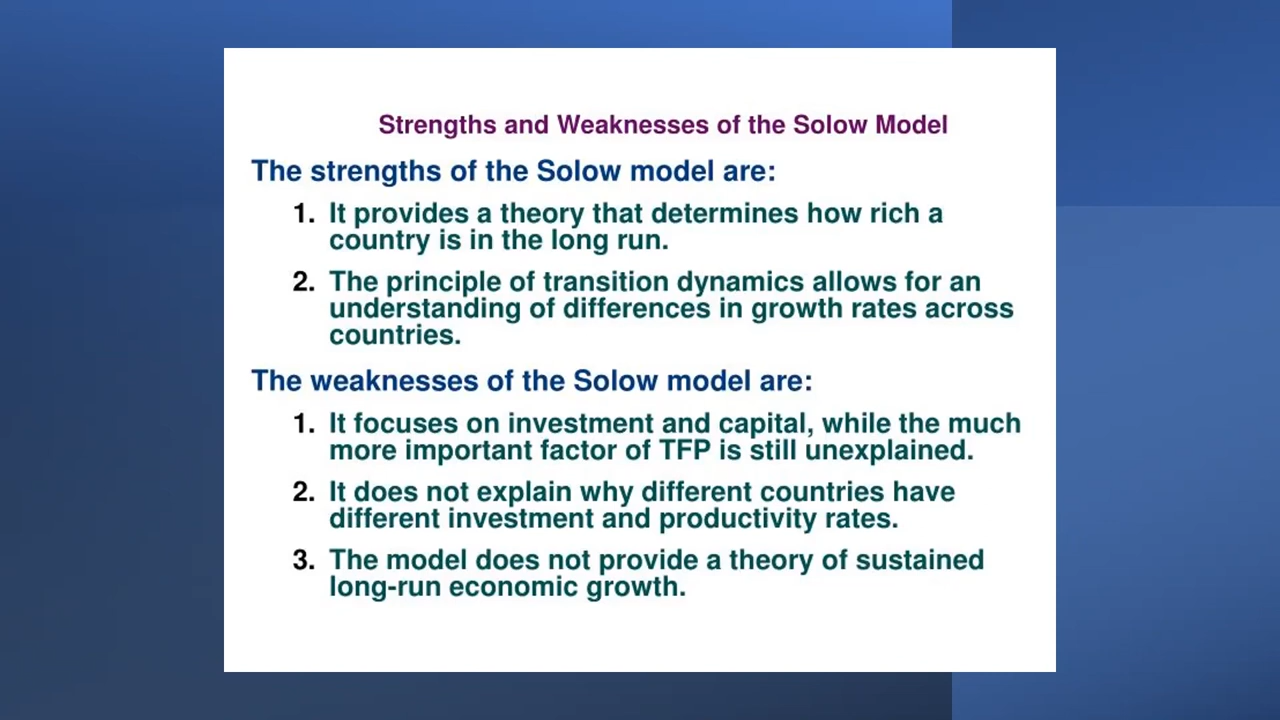 Strengths and Weaknesses of the Solow Model
The strengths of the Solow model are:
1. It provides a theory that determines how rich a
country is in the long run.
2. The principle of transition dynamics allows for an
understanding of differences in growth rates across
countries.
The weaknesses of the Solow model are:
1. It focuses on investment and capital, while the much
more important factor of TFP is still unexplained.
2. It does not explain why different countries have
different investment and productivity rates.
3. The model does not provide a theory of sustained
long-run economic growth.